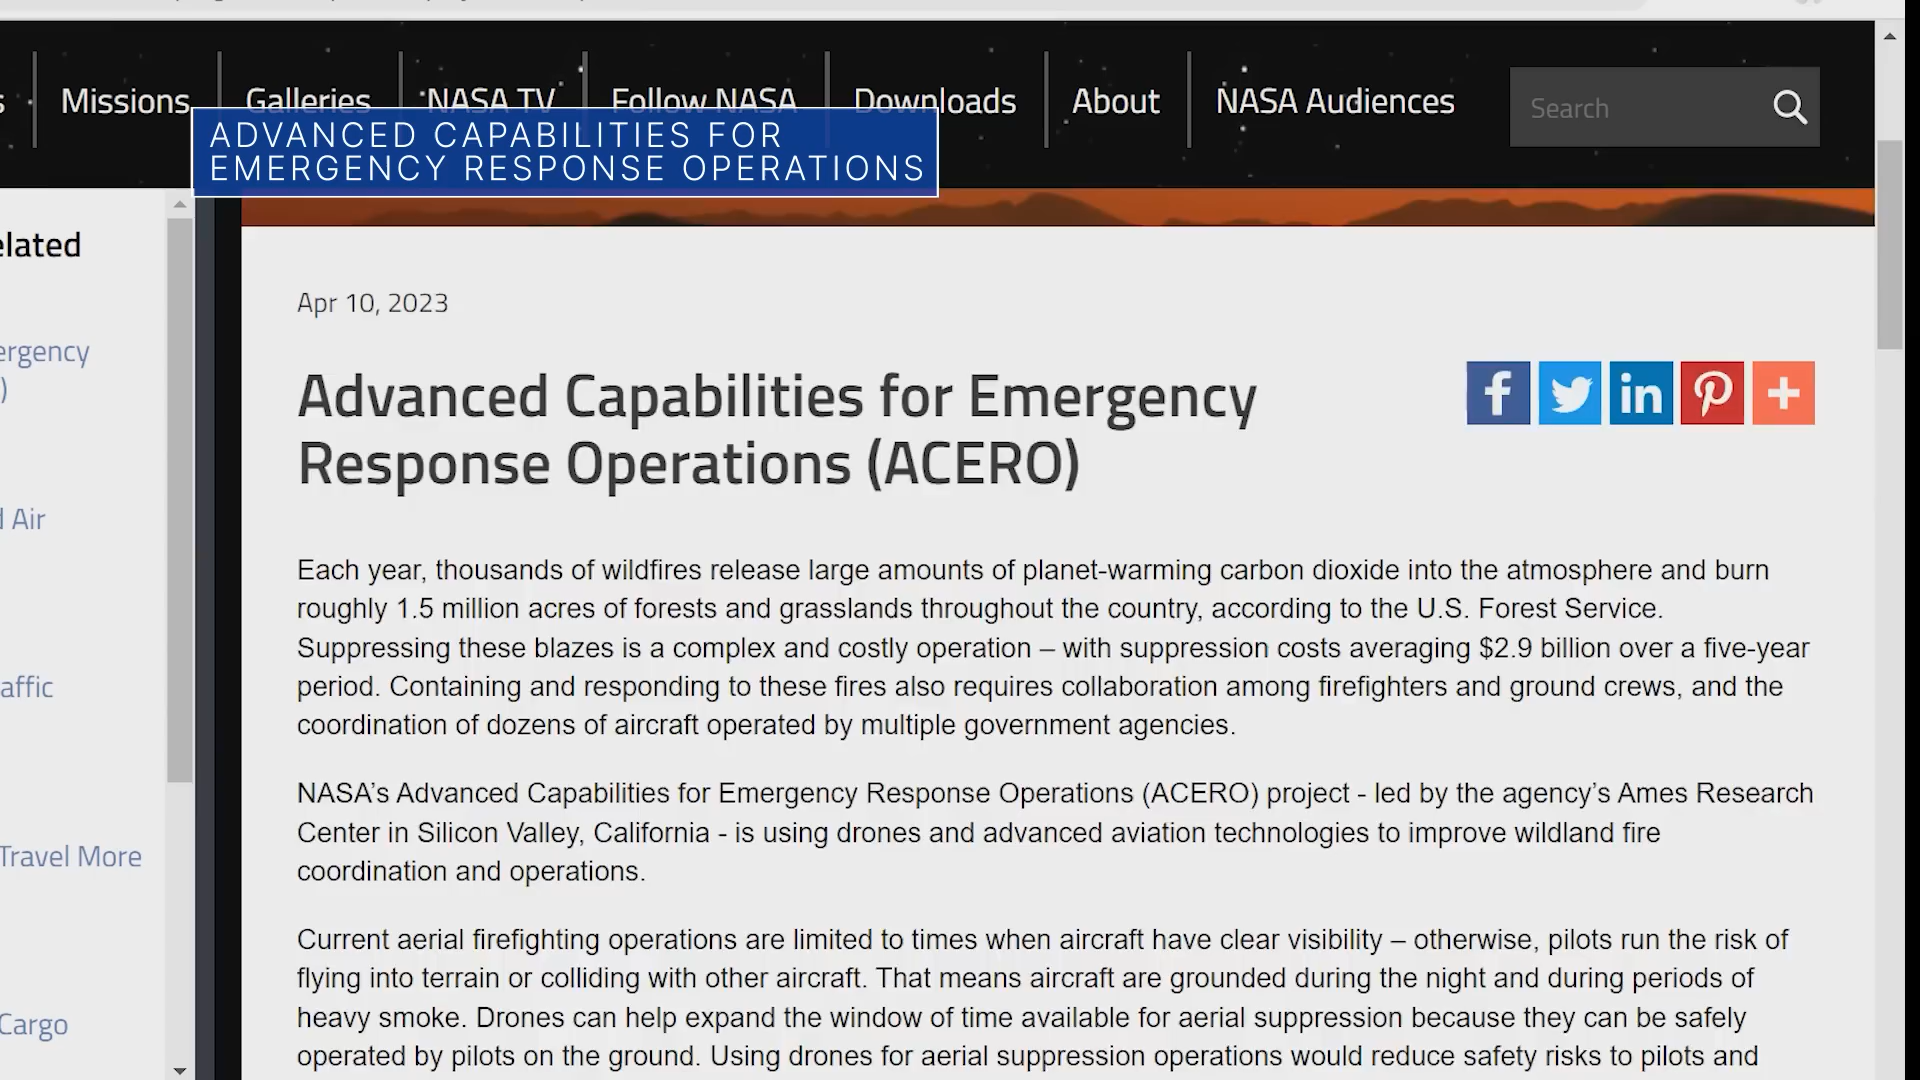 Missions
Galleries
NASA TV
Follow NASA
Downloads
About
NASA Audiences
Search
ADVANCED CAPABILITIES FOR
EMERGENCY RESPONSE OPERATIONS
elated
ergency
)
d Air
affic
Travel More
Cargo
Apr 10, 2023
Advanced Capabilities for Emergency
Response Operations (ACERO)
Each year, thousands of wildfires release large amounts of planet-warming carbon dioxide into the atmosphere and burn
roughly 1.5 million acres of forests and grasslands throughout the country, according to the U.S. Forest Service.
Suppressing these blazes is a complex and costly operation – with suppression costs averaging $2.9 billion over a five-year
period. Containing and responding to these fires also requires collaboration among firefighters and ground crews, and the
coordination of dozens of aircraft operated by multiple government agencies.
NASA’s Advanced Capabilities for Emergency Response Operations (ACERO) project - led by the agency’s Ames Research
Center in Silicon Valley, California - is using drones and advanced aviation technologies to improve wildland fire
coordination and operations.
Current aerial firefighting operations are limited to times when aircraft have clear visibility – otherwise, pilots run the risk of
flying into terrain or colliding with other aircraft. That means aircraft are grounded during the night and during periods of
heavy smoke. Drones can help expand the window of time available for aerial suppression because they can be safely
operated by pilots on the ground. Using drones for aerial suppression operations would reduce safety risks to pilots and